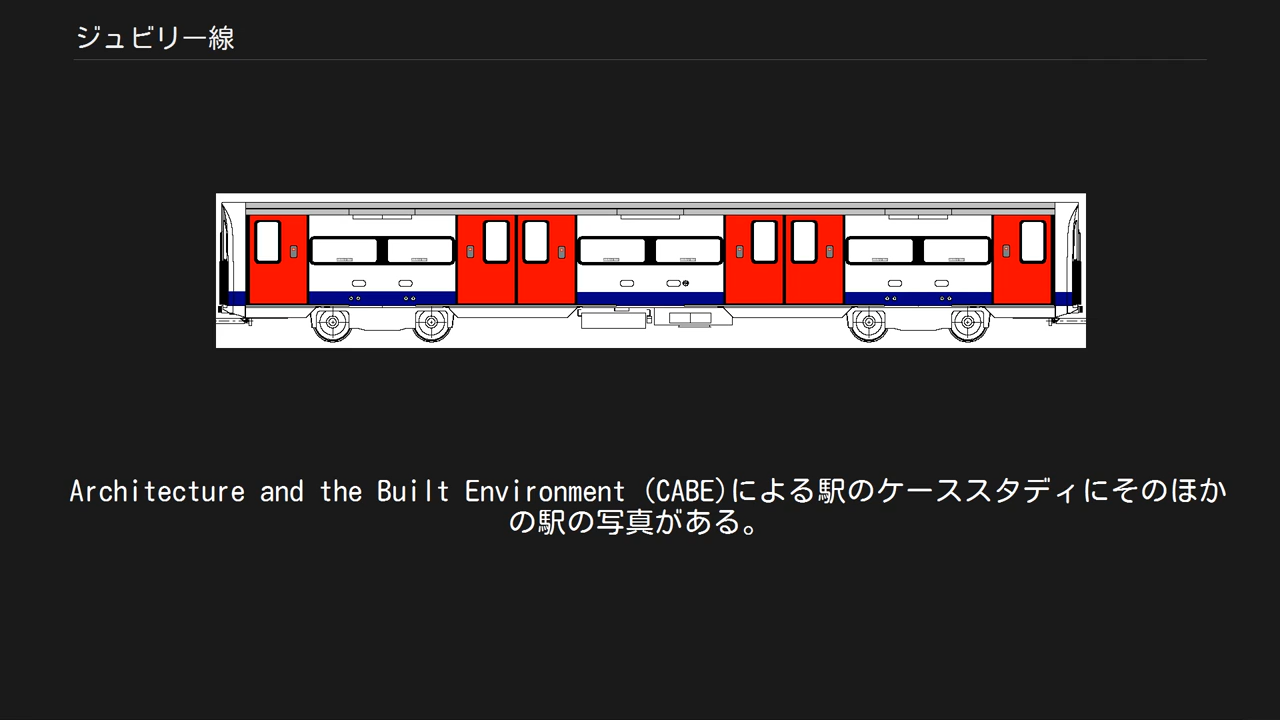 ジュビリー線
Architecture and the Built Environment (CABE)による駅のケーススタディにそのほか
の駅の写真がある。